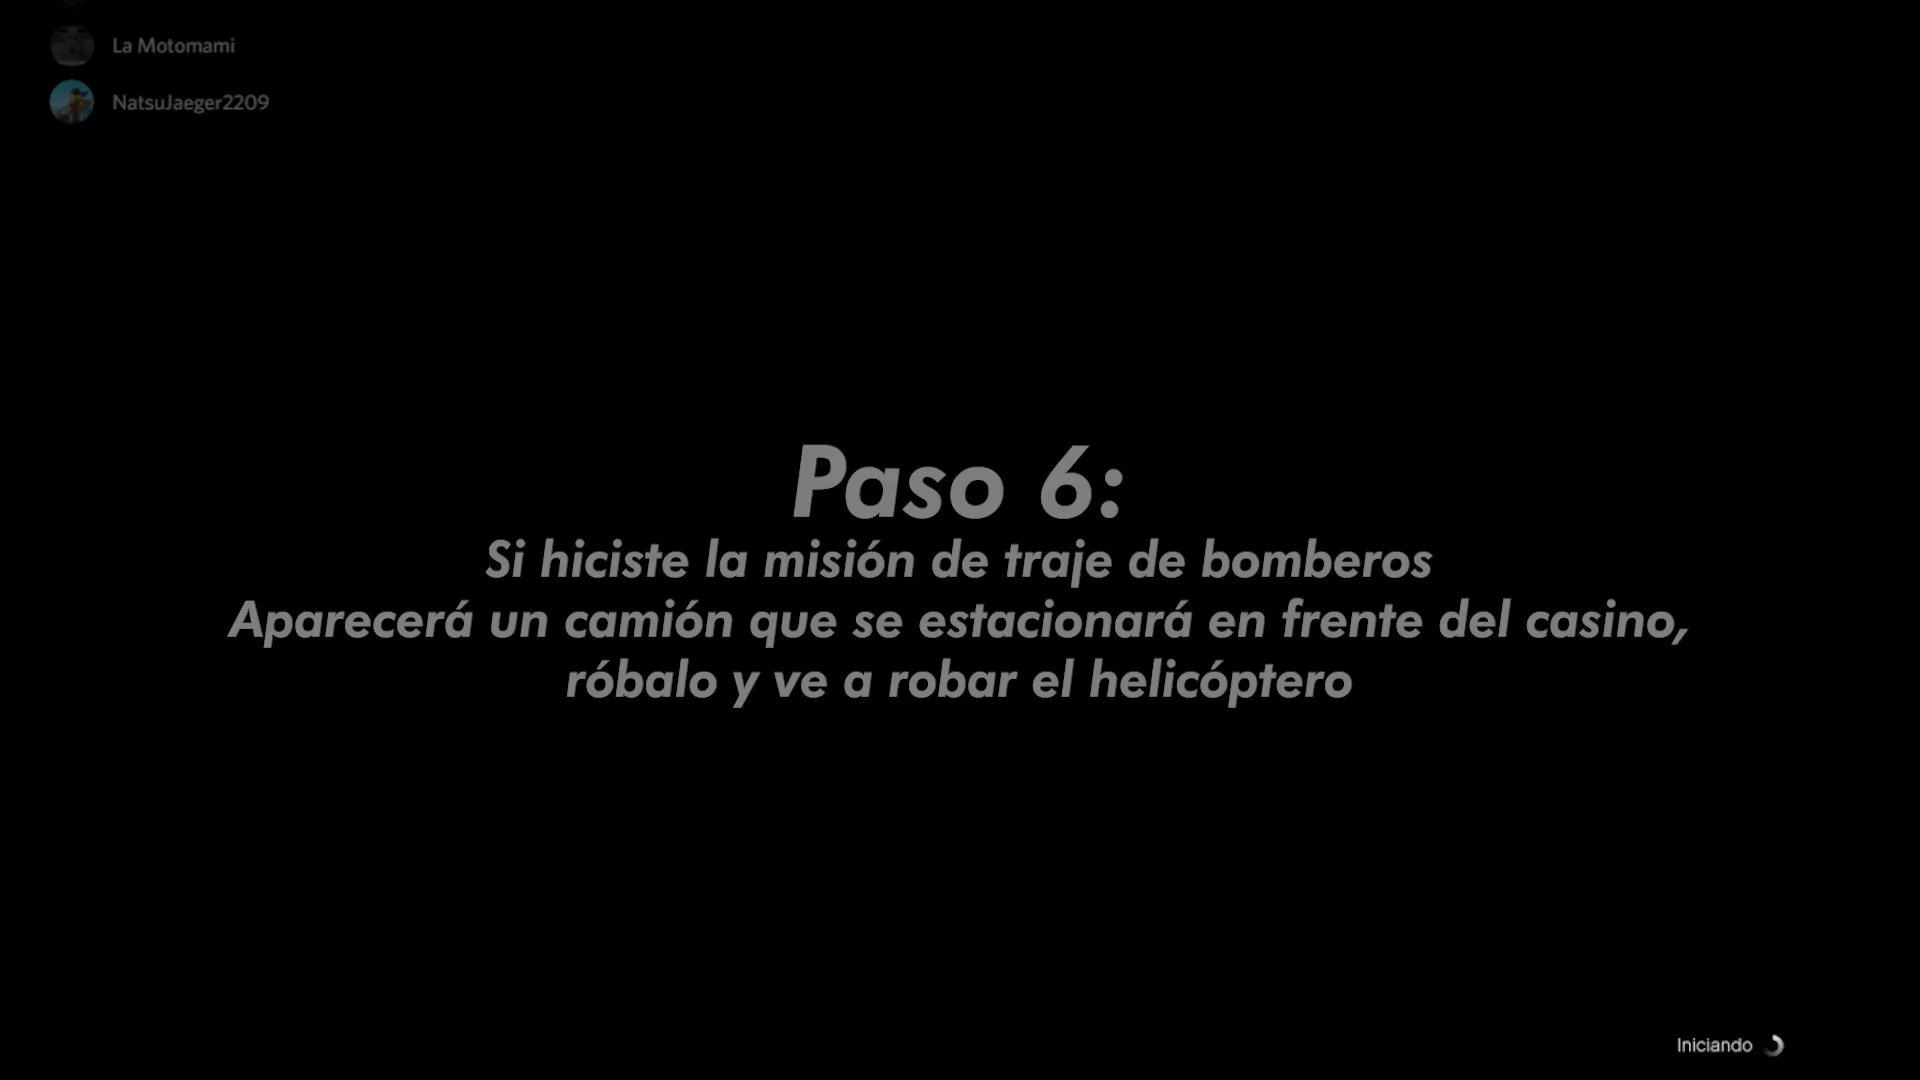 La Motomami
NatsuJaeger2209
Paso 6:
Si hiciste la misión de traje de bomberos
Aparecerá un camión que se estacionará en frente del casino,
róbalo y ve a robar el helicóptero
Iniciando